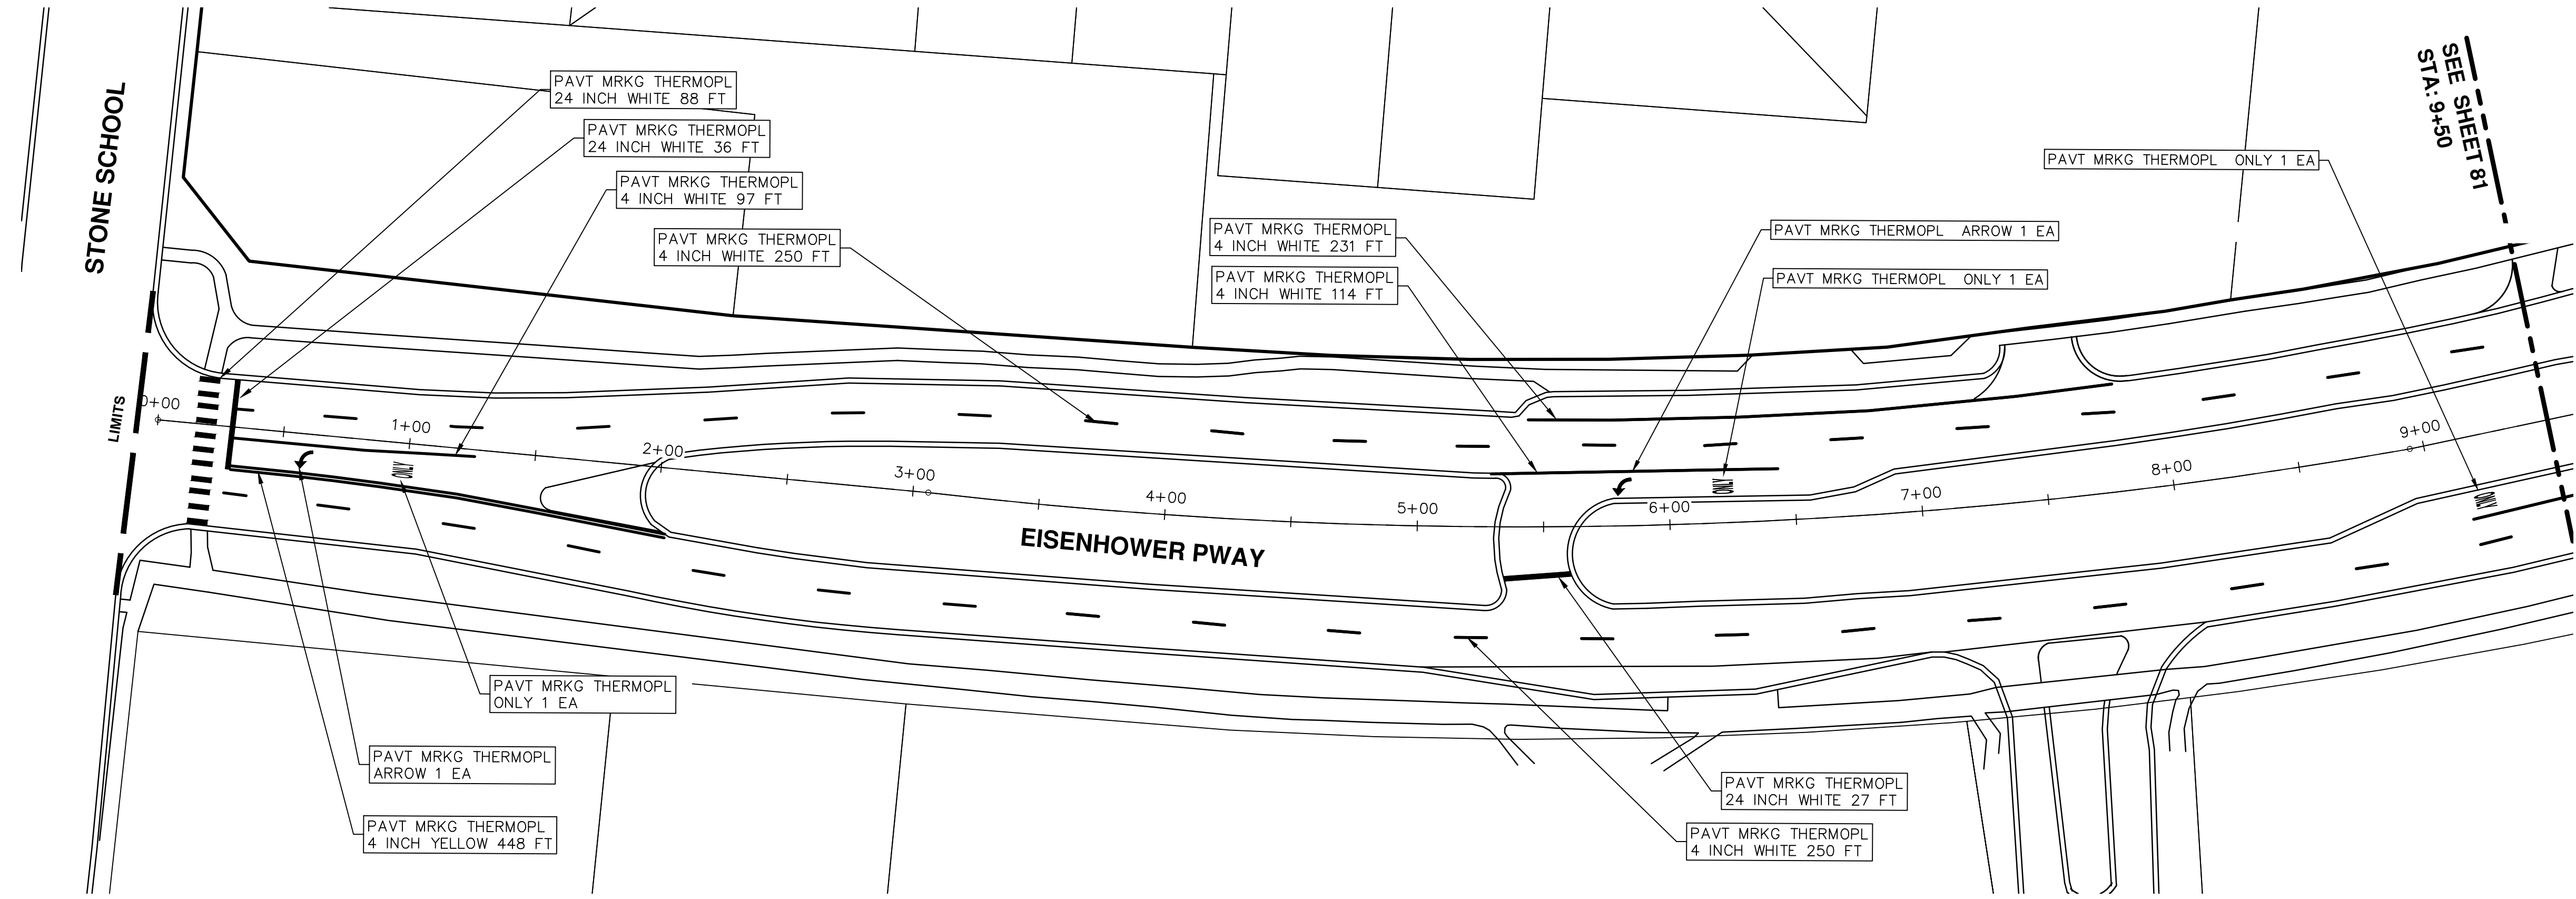 STONE SCHOOL
LIMITS
PAVT MRKG THERMOPL
24 INCH WHITE 88 FT
PAVT MRKG THERMOPL
24 INCH WHITE 36 FT
PAVT MRKG THERMOPL
4 INCH WHITE 97 FT
PAVT MRKG THERMOPL
4 INCH WHITE 250 FT
PAVT MRKG THERMOPL
4 INCH WHITE 231 FT
PAVT MRKG THERMOPL
4 INCH WHITE 114 FT
PAVT MRKG THERMOPL ARROW 1 EA
PAVT MRKG THERMOPL ONLY 1 EA
PAVT MRKG THERMOPL ONLY 1 EA
SEE SHEET 81
STA: 9+50
0+00
1+00
2+00
3+00
4+00
5+00
6+00
7+00
8+00
9+00
ONLY
ONLY
ONLY
EISENHOWER PWAY
PAVT MRKG THERMOPL
ONLY 1 EA
PAVT MRKG THERMOPL
ARROW 1 EA
PAVT MRKG THERMOPL
4 INCH YELLOW 448 FT
PAVT MRKG THERMOPL
24 INCH WHITE 27 FT
PAVT MRKG THERMOPL
4 INCH WHITE 250 FT